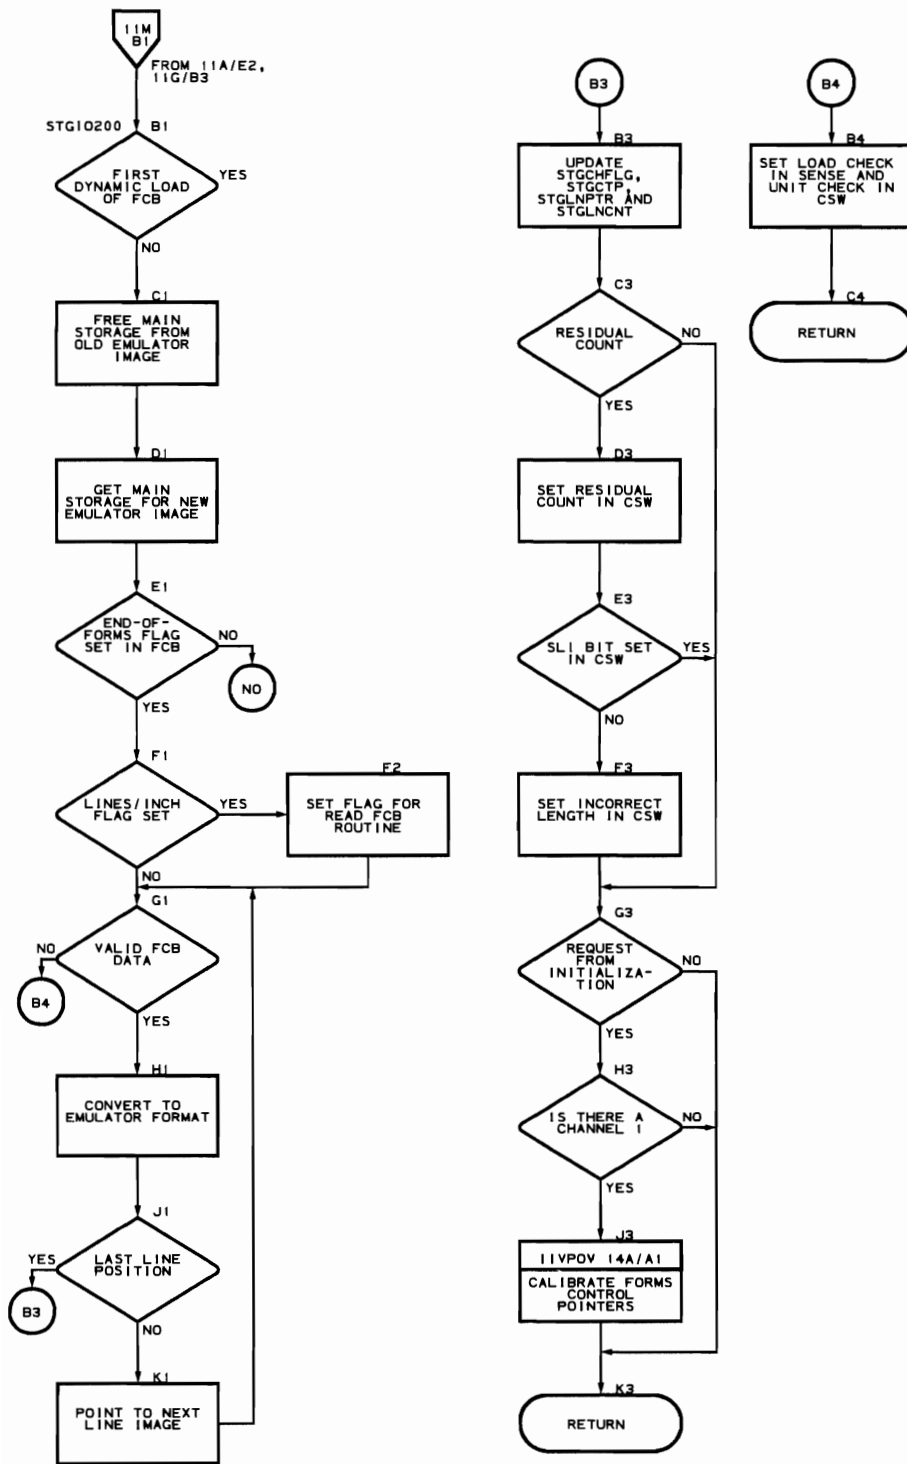 11M
B1
FROM 11A/E2,
11G/B3
STGIO200 B1
FIRST
DYNAMIC LOAD
OF FCB
YES
NO
C1
FREE MAIN
STORAGE FROM
OLD EMULATOR
IMAGE
D1
GET MAIN
STORAGE FOR NEW
EMULATOR IMAGE
E1
END-OF-
FORMS FLAG
SET IN FCB
NO
NO
YES
F1
LINES/INCH
FLAG SET
YES
F2
SET FLAG FOR
READ FCB
ROUTINE
NO
G1
VALID FCB
DATA
NO
B4
YES
H1
CONVERT TO
EMULATOR FORMAT
J1
LAST LINE
POSITION
YES
B3
NO
K1
POINT TO NEXT
LINE IMAGE
B3
B3
UPDATE
STGCHFLG,
STGCTP,
STGLNPTR AND
STGLNCNT
C3
RESIDUAL
COUNT
NO
YES
D3
SET RESIDUAL
COUNT IN CSW
E3
SLI BIT SET
IN CSW
YES
NO
F3
SET INCORRECT
LENGTH IN CSW
G3
REQUEST
FROM
INITIALIZA-
TION
NO
YES
H3
IS THERE A
CHANNEL 1
NO
YES
J3
IIVPOV 14A/A1
CALIBRATE FORMS
CONTROL
POINTERS
K3
RETURN
B4
B4
SET LOAD CHECK
IN SENSE AND
UNIT CHECK IN
CSW
C4
RETURN